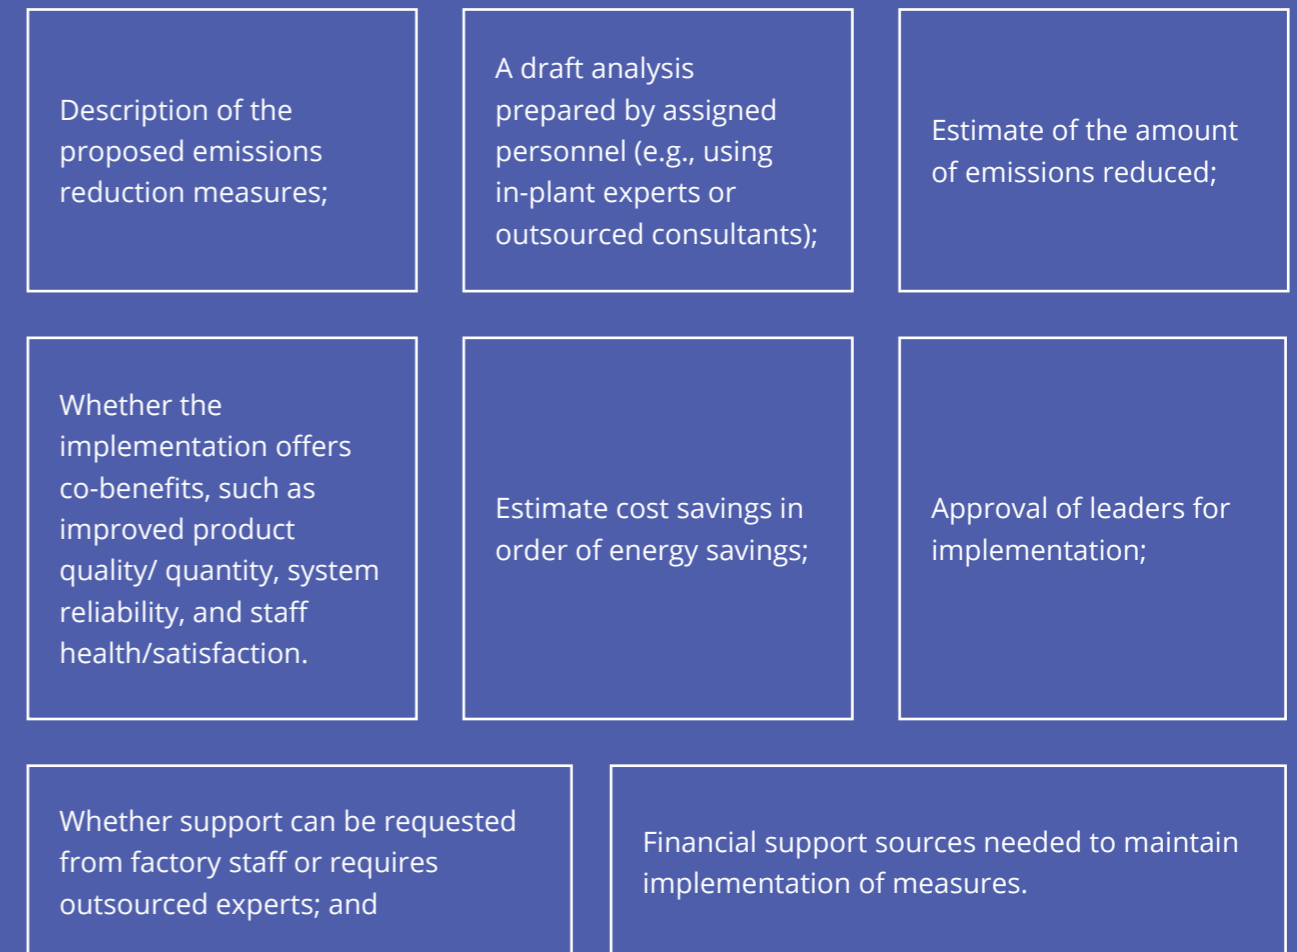 Description of the
proposed emissions
reduction measures;
A draft analysis
prepared by assigned
personnel (e.g., using
in-plant experts or
outsourced consultants);
Estimate of the amount
of emissions reduced;
Whether the
implementation offers
co-benefits, such as
improved product
quality/ quantity, system
reliability, and staff
health/satisfaction.
Estimate cost savings in
order of energy savings;
Approval of leaders for
implementation;
Whether support can be requested
from factory staff or requires
outsourced experts; and
Financial support sources needed to maintain
implementation of measures.